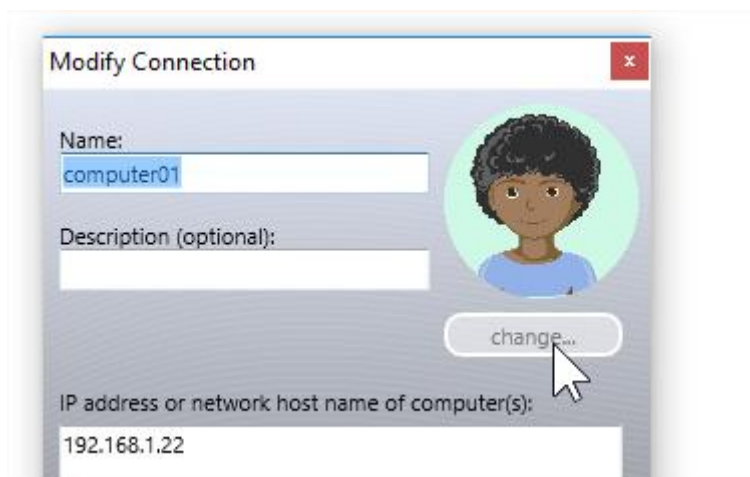 Modify Connection
x
Name:
computer01
Description (optional):
change...
IP address or network host name of computer(s):
192.168.1.22